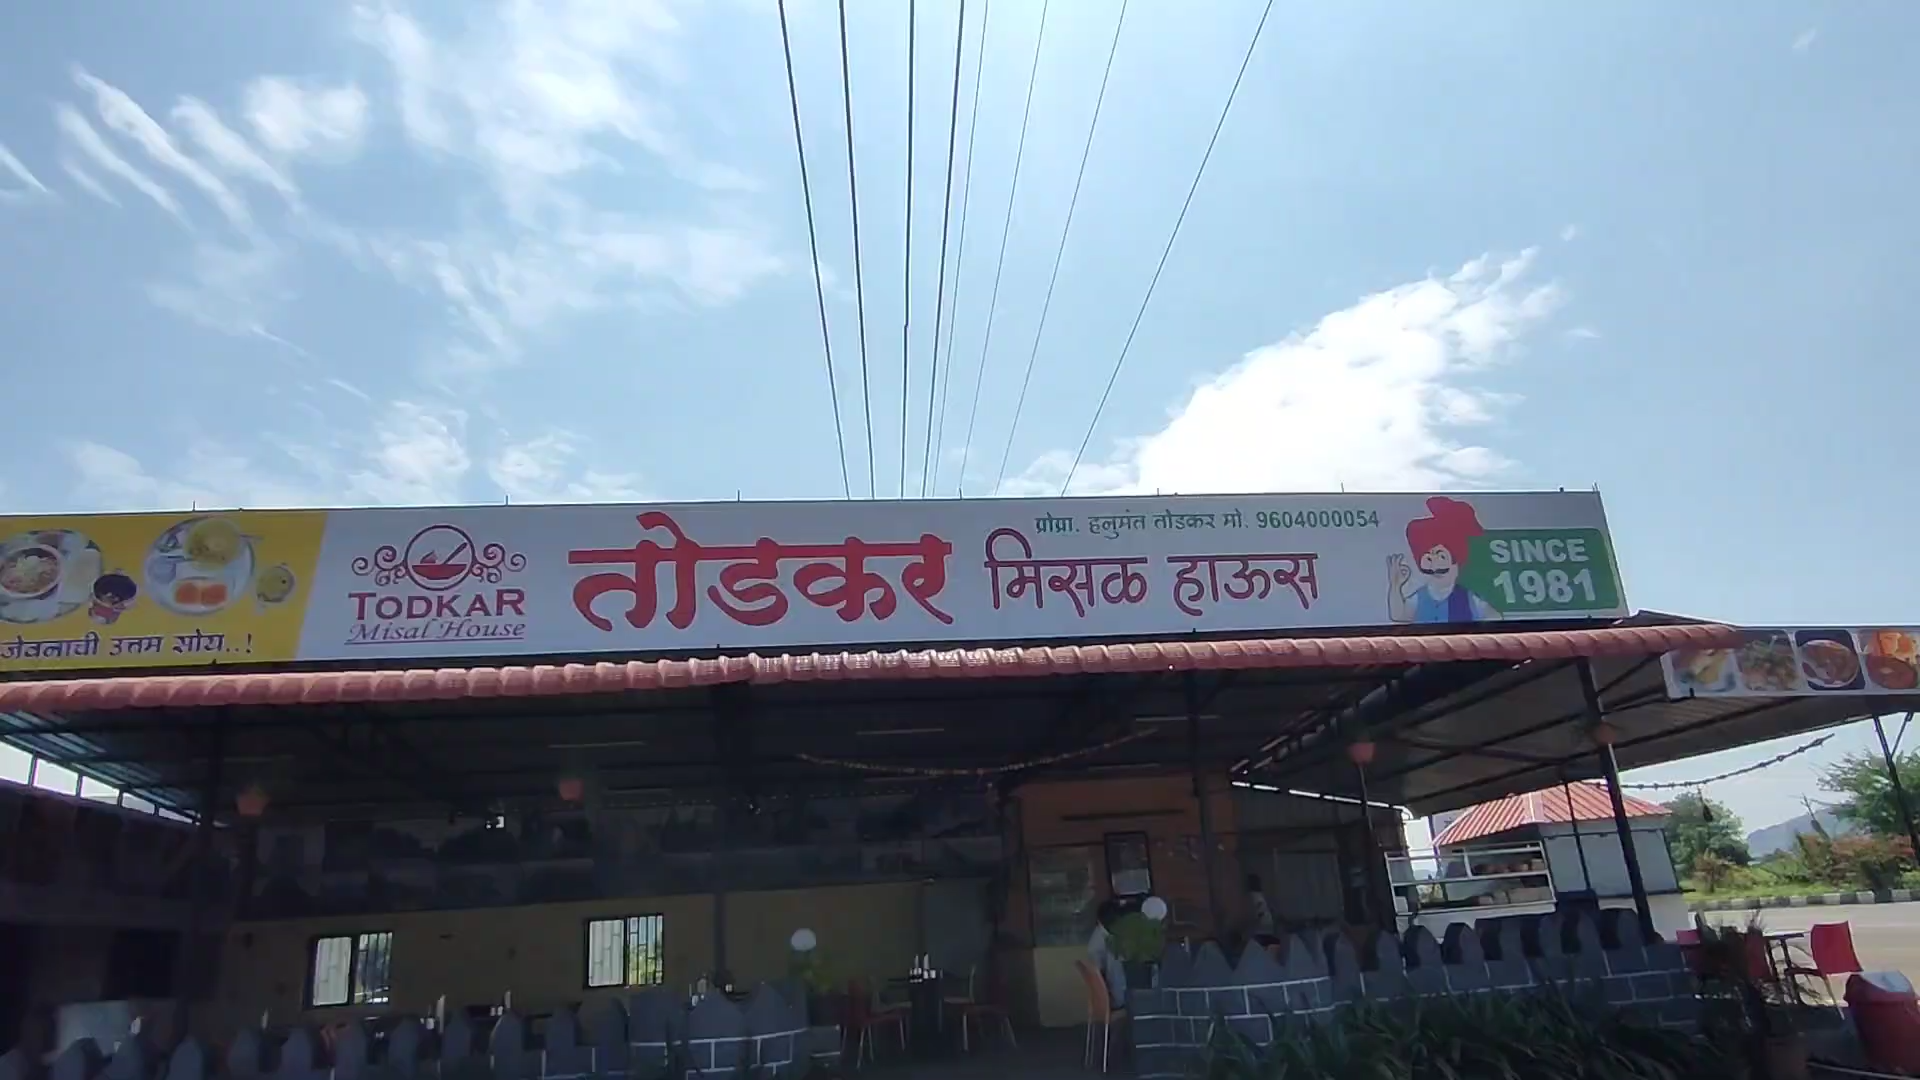 जेवनाची उत्तम सोय..!
TODKAR
Misal House
तोडकर मिसळ हाऊस
प्रोप्रा. हनुमंत तोडकर मो. 9604000054
SINCE
1981